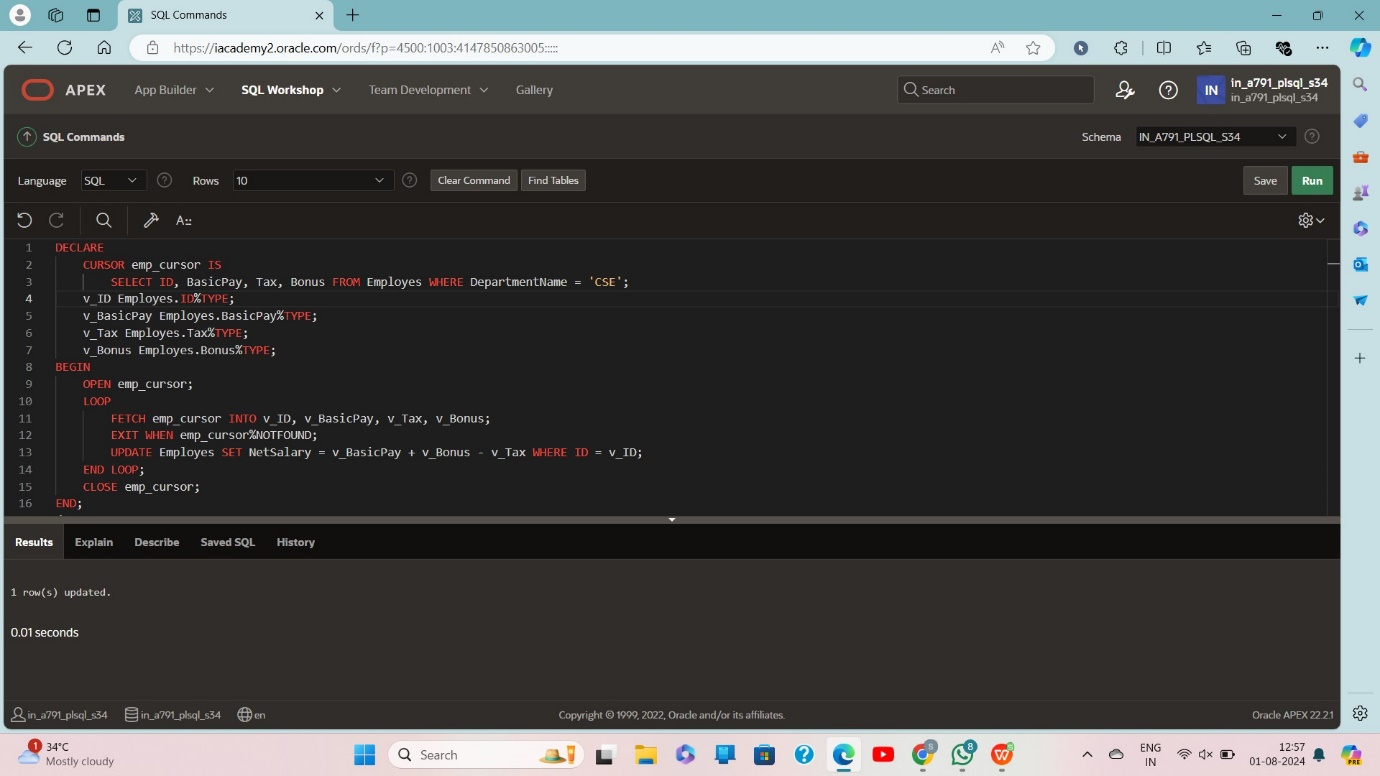 SQL Commands
https://iacademy2.oracle.com/ords/f?p=4500:1003:4147850863005:::::
APEX App Builder SQL Workshop Team Development Gallery Search IN in_a791_plsql_s34
in_a791_plsql_s34
SQL Commands Schema IN_A791_PLSQL_S34
Language SQL Rows 10 Clear Command Find Tables Save Run
A::
1 DECLARE
2 CURSOR emp_cursor IS
3 SELECT ID, BasicPay, Tax, Bonus FROM Employes WHERE DepartmentName = 'CSE';
4 v_ID Employes.ID%TYPE;
5 v_BasicPay Employes.BasicPay%TYPE;
6 v_Tax Employes.Tax%TYPE;
7 v_Bonus Employes.Bonus%TYPE;
8 BEGIN
9 OPEN emp_cursor;
10 LOOP
11 FETCH emp_cursor INTO v_ID, v_BasicPay, v_Tax, v_Bonus;
12 EXIT WHEN emp_cursor%NOTFOUND;
13 UPDATE Employes SET NetSalary = v_BasicPay + v_Bonus - v_Tax WHERE ID = v_ID;
14 END LOOP;
15 CLOSE emp_cursor;
16 END;
Results Explain Describe Saved SQL History
1 row(s) updated.
0.01 seconds
in_a791_plsql_s34 in_a791_plsql_s34 en Copyright © 1999, 2022, Oracle and/or its affiliates. Oracle APEX 22.2.1
1 34°C
Mostly cloudy
Search
S 8
ENG
IN
12:57
01-08-2024
PRE